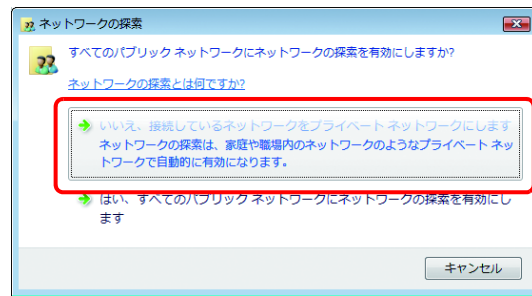 ネットワークの探索
すべてのパブリック ネットワークにネットワークの探索を有効にしますか?
ネットワークの探索とは何ですか?
いいえ、接続しているネットワークをプライベート ネットワークにします
ネットワークの探索は、家庭や職場内のネットワークのようなプライベート ネッ
トワークで自動的に有効になります。
はい、すべてのパブリック ネットワークにネットワークの探索を有効にし
ます
キャンセル